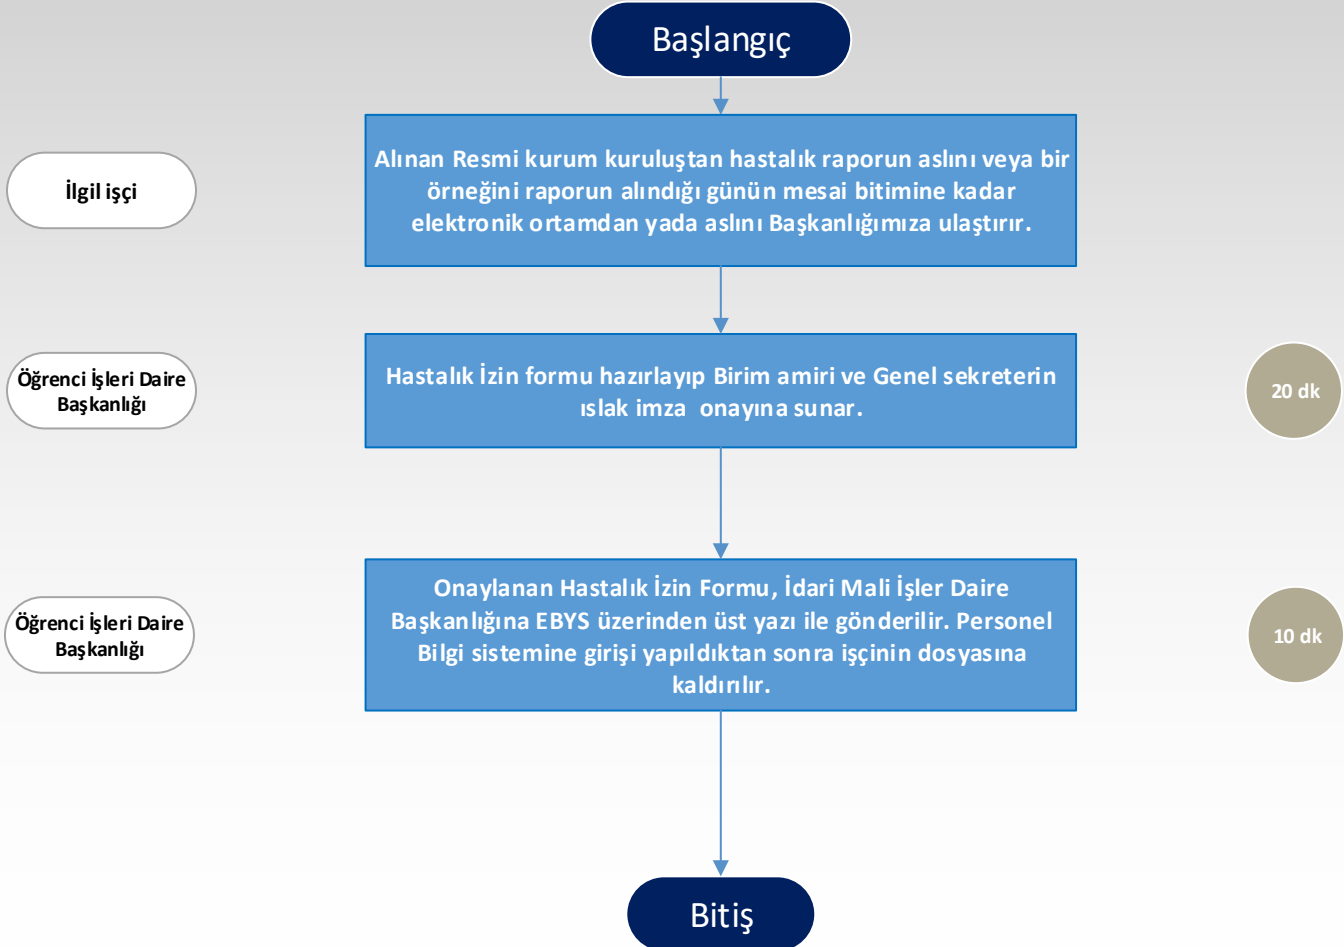 Başlangıç
İlgil işçi
Alınan Resmi kurum kuruluştan hastalık raporun aslını veya bir
örneğini raporun alındığı günün mesai bitimine kadar
elektronik ortamdan yada aslını Başkanlığımıza ulaştırır.
Öğrenci İşleri Daire
Başkanlığı
Hastalık İzin formu hazırlayıp Birim amiri ve Genel sekreterin
ıslak imza onayına sunar.
20 dk
Öğrenci İşleri Daire
Başkanlığı
Onaylanan Hastalık İzin Formu, İdari Mali İşler Daire
Başkanlığına EBYS üzerinden üst yazı ile gönderilir. Personel
Bilgi sistemine girişi yapıldıktan sonra işçinin dosyasına
kaldırılır.
10 dk
Bitiş